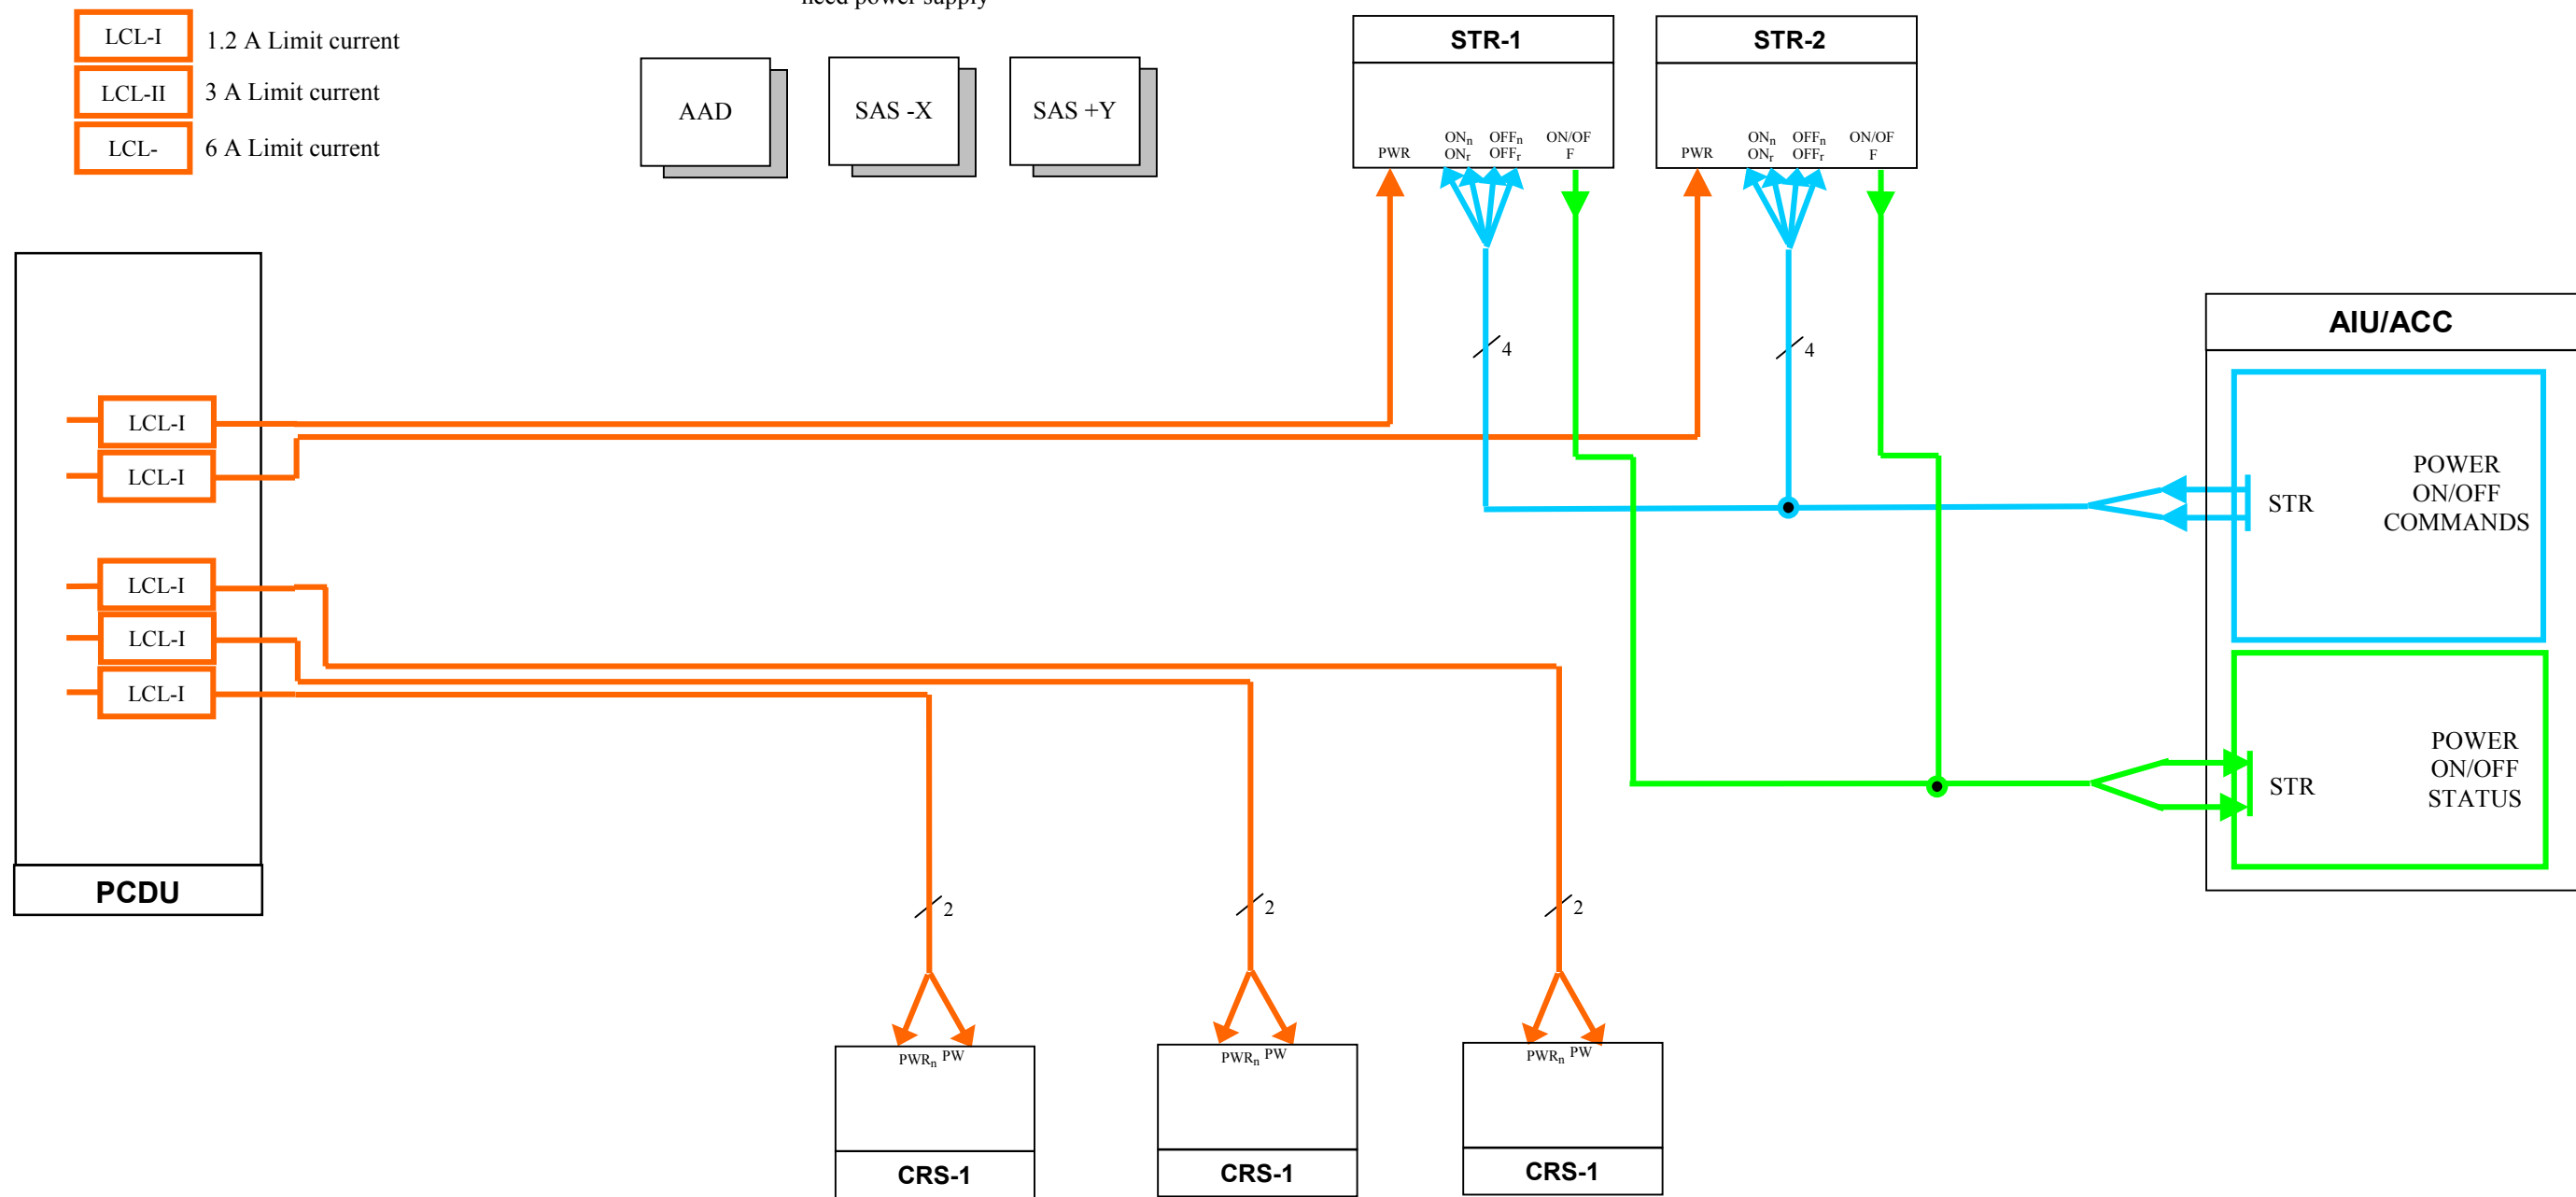 need power supply
LCL-I
1.2 A Limit current
LCL-II
3 A Limit current
LCL-
6 A Limit current
AAD
SAS -X
SAS +Y
STR-1
PWR
ONn
OFFn
ON/OF
ONr
OFFr
F
STR-2
PWR
ONn
OFFn
ON/OF
ONr
OFFr
F
4
4
AIU/ACC
STR
POWER
ON/OFF
COMMANDS
STR
POWER
ON/OFF
STATUS
LCL-I
LCL-I
LCL-I
LCL-I
LCL-I
PCDU
2
2
2
PWRn PW
CRS-1
PWRn PW
CRS-1
PWRn PW
CRS-1